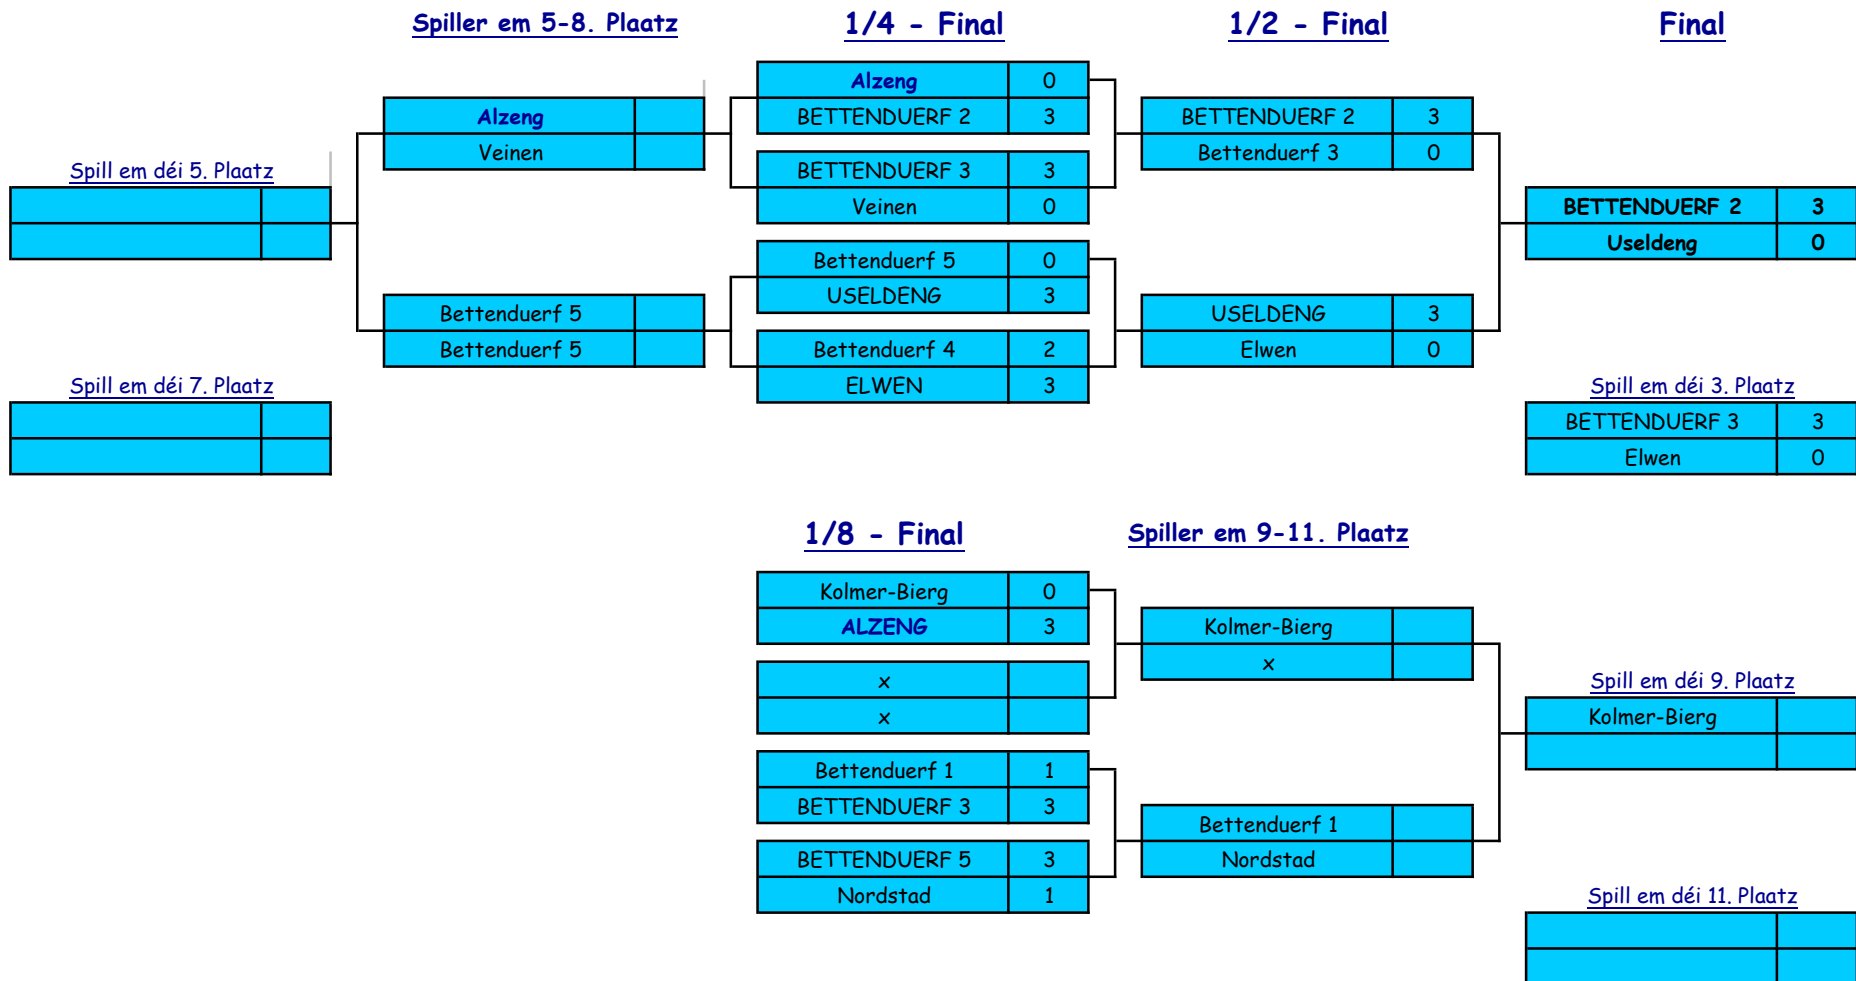 Spiller em 5-8. Plaatz
1/4 - Final
1/2 - Final
Final
Alzeng 0
BETTENDUERF 2 3
BETTENDUERF 3 3
Veinen 0
Bettenduerf 5 0
USELDENG 3
Bettenduerf 4 2
ELWEN 3
Alzeng
Veinen
Bettenduerf 5
Bettenduerf 5
Spill em déi 5. Plaatz
Spill em déi 7. Plaatz
BETTENDUERF 2 3
Bettenduerf 3 0
USELDENG 3
Elwen 0
BETTENDUERF 2 3
Useldeng 0
Spill em déi 3. Plaatz
BETTENDUERF 3 3
Elwen 0
1/8 - Final
Spiller em 9-11. Plaatz
Kolmer-Bierg 0
ALZENG 3
x
x
Bettenduerf 1 1
BETTENDUERF 3 3
BETTENDUERF 5 3
Nordstad 1
Kolmer-Bierg
x
Bettenduerf 1
Nordstad
Spill em déi 9. Plaatz
Kolmer-Bierg
Spill em déi 11. Plaatz